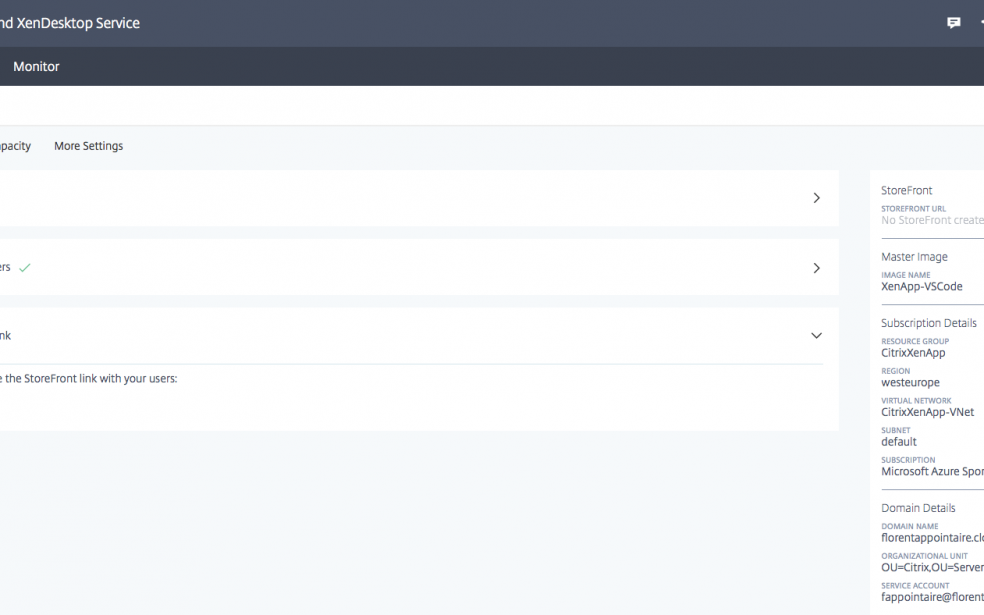 nd XenDesktop Service
Monitor
pacity More Settings
ers
nk
e the StoreFront link with your users:
StoreFront
STOREFRONT URL
No StoreFront create
Master Image
IMAGE NAME
XenApp-VSCode
Subscription Details
RESOURCE GROUP
CitrixXenApp
REGION
westeurope
VIRTUAL NETWORK
CitrixXenApp-VNet
SUBNET
default
SUBSCRIPTION
Microsoft Azure Spor
Domain Details
DOMAIN NAME
florentappointaire.clo
ORGANIZATIONAL UNIT
OU=Citrix,OU=Server
SERVICE ACCOUNT
fappointaire@florent